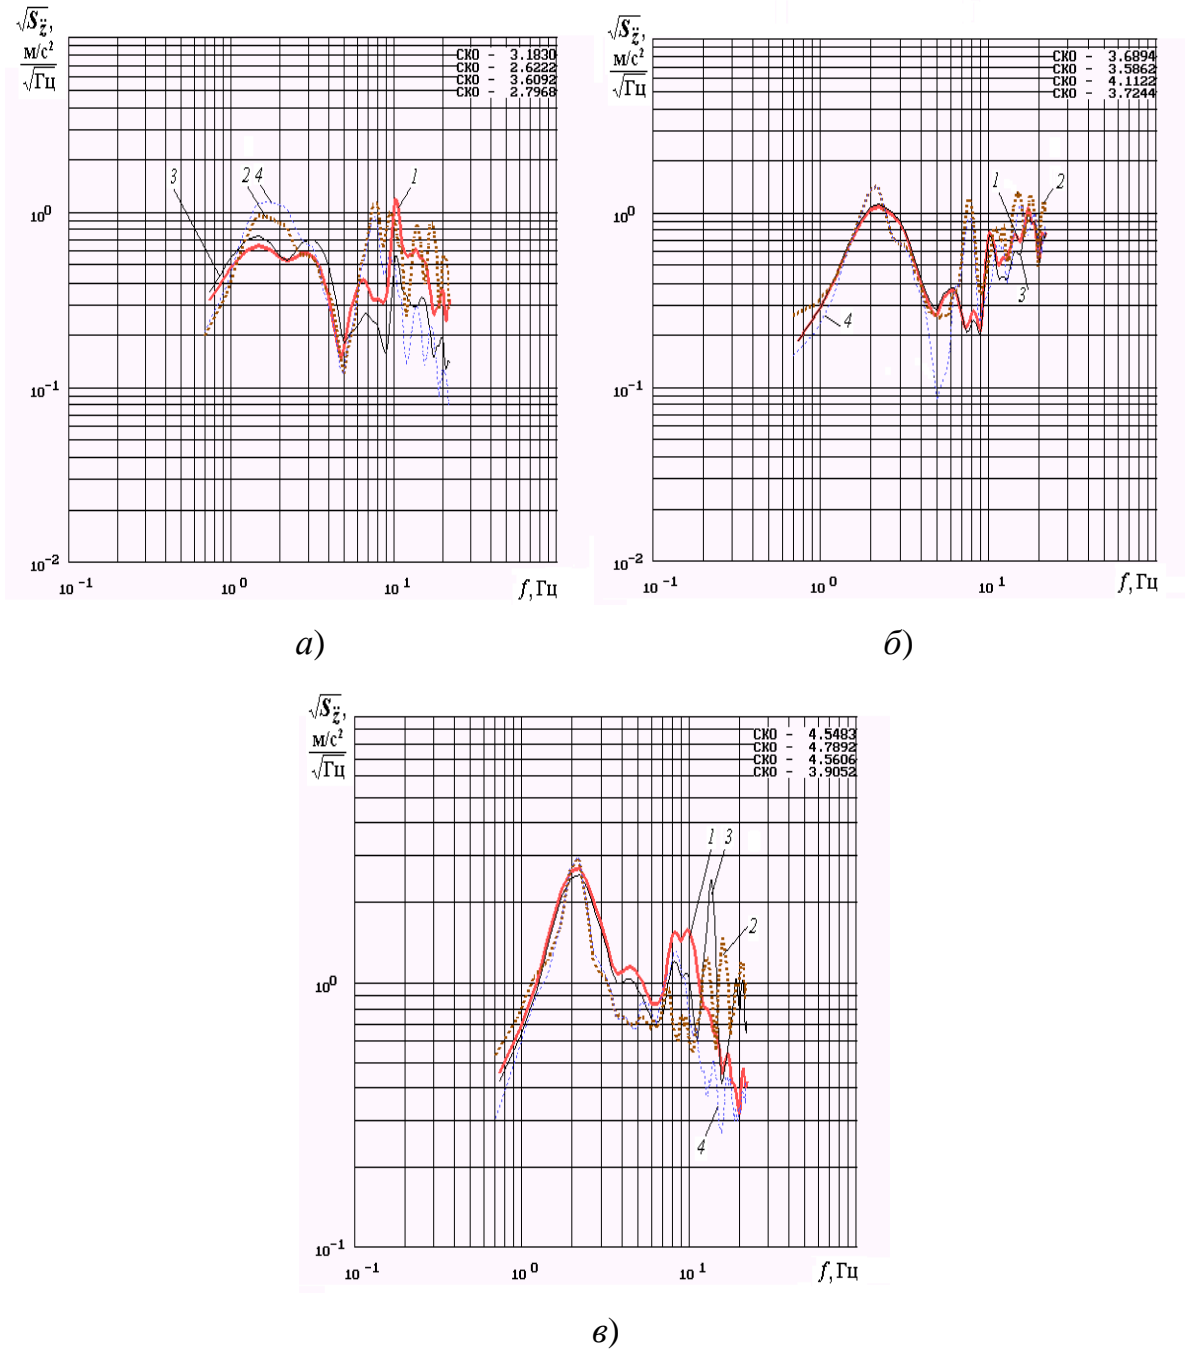 √Sz̈,
м/с²
√Гц
СКО - 3.1830
СКО - 2.6222
СКО - 3.6092
СКО - 2.7968
3
2 4
1
10⁰
10⁻¹
10⁻²
10⁻¹
10⁰
10¹
f, Гц
а)
√Sz̈,
м/с²
√Гц
СКО - 3.6894
СКО - 3.5862
СКО - 4.1122
СКО - 3.7244
1
2
3
4
10⁰
10⁻¹
10⁻²
10⁻¹
10⁰
10¹
f, Гц
б)
√Sz̈,
м/с²
√Гц
СКО - 4.5483
СКО - 4.7892
СКО - 4.5606
СКО - 3.9052
1
3
2
4
10⁰
10⁻¹
10⁻¹
10⁰
10¹
f, Гц
в)